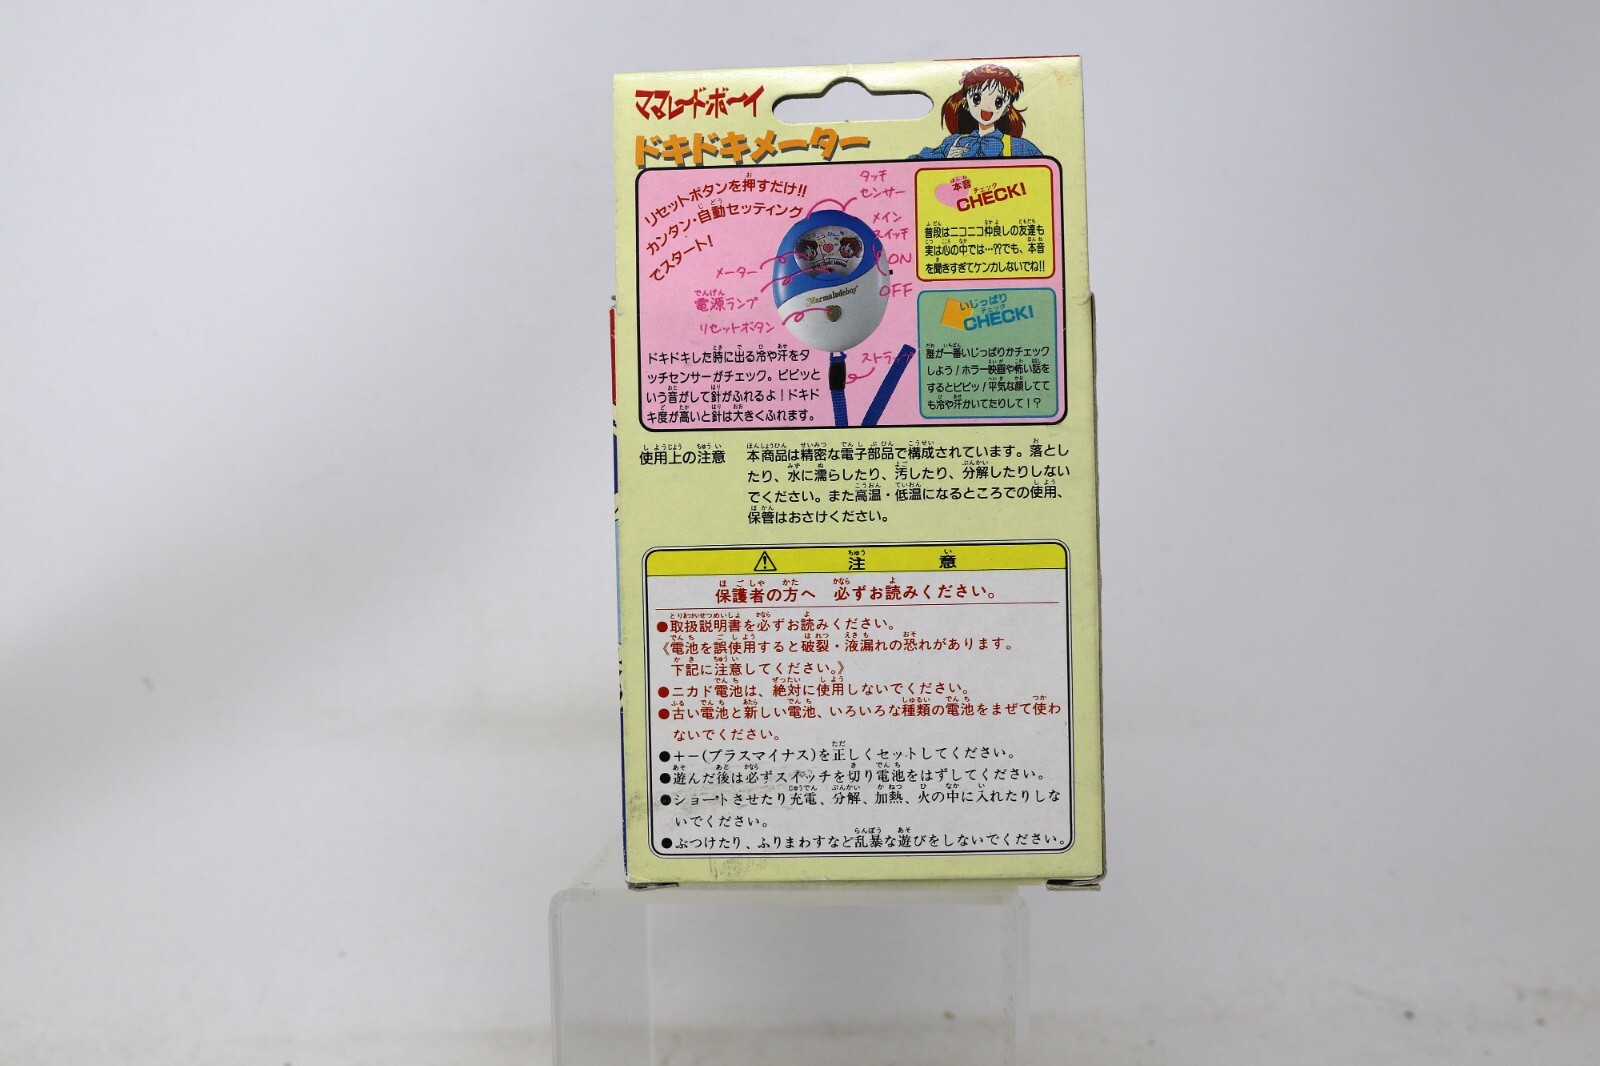 ママレードボーイ
ドキドキメーター
リセットボタンを押すだけ!!
カンタン・自動セッティング
でスタート!
タッチ
センサー
メイン
スイッチ
ON
OFF
メーター
電源ランプ
リセットボタン
ストラップ
Marmaladeboy
ドキドキした時に出る冷や汗をタ
ッチセンサーがチェック。ピピッと
いう音がして針がふれるよ!ドキド
キ度が高いと針は大きくふれます。
本音チェック
CHECK!
普段はニコニコ仲良しの友達も
実は心の中では…??でも、本音
を聞きすぎてケンカしないでね!!
いじっぱり
チェック
CHECK!
誰が一番いじっぱりかチェック
しよう!ホラー映画や怖い話を
するとピピッ!平気な顔してて
も冷や汗かいてたりして!?
使用上の注意
本商品は精密な電子部品で構成されています。落とし
たり、水に濡らしたり、汚したり、分解したりしない
でください。また高温・低温になるところでの使用、
保管はおさけください。
注意
保護者の方へ 必ずお読みください。
●取扱説明書を必ずお読みください。
《電池を誤使用すると破裂・液漏れの恐れがあります。
下記に注意してください。》
●ニカド電池は、絶対に使用しないでください。
●古い電池と新しい電池、いろいろな種類の電池をまぜて使わ
ないでください。
●+−(プラスマイナス)を正しくセットしてください。
●遊んだ後は必ずスイッチを切り電池をはずしてください。
●ショートさせたり充電、分解、加熱、火の中に入れたりしな
いでください。
●ぶつけたり、ふりまわすなど乱暴な遊びをしないでください。